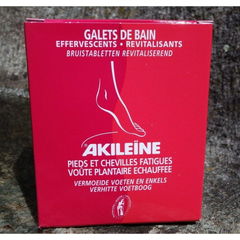 GALETS DE BAIN
EFFERVESCENTS • REVITALISANTS
BRUISTABLETTEN REVITALISEREND
AKILEÏNE
PIEDS ET CHEVILLES FATIGUES
VOÛTE PLANTAIRE ECHAUFFEE
VERMOEIDE VOETEN EN ENKELS
VERHITTE VOETBOOG